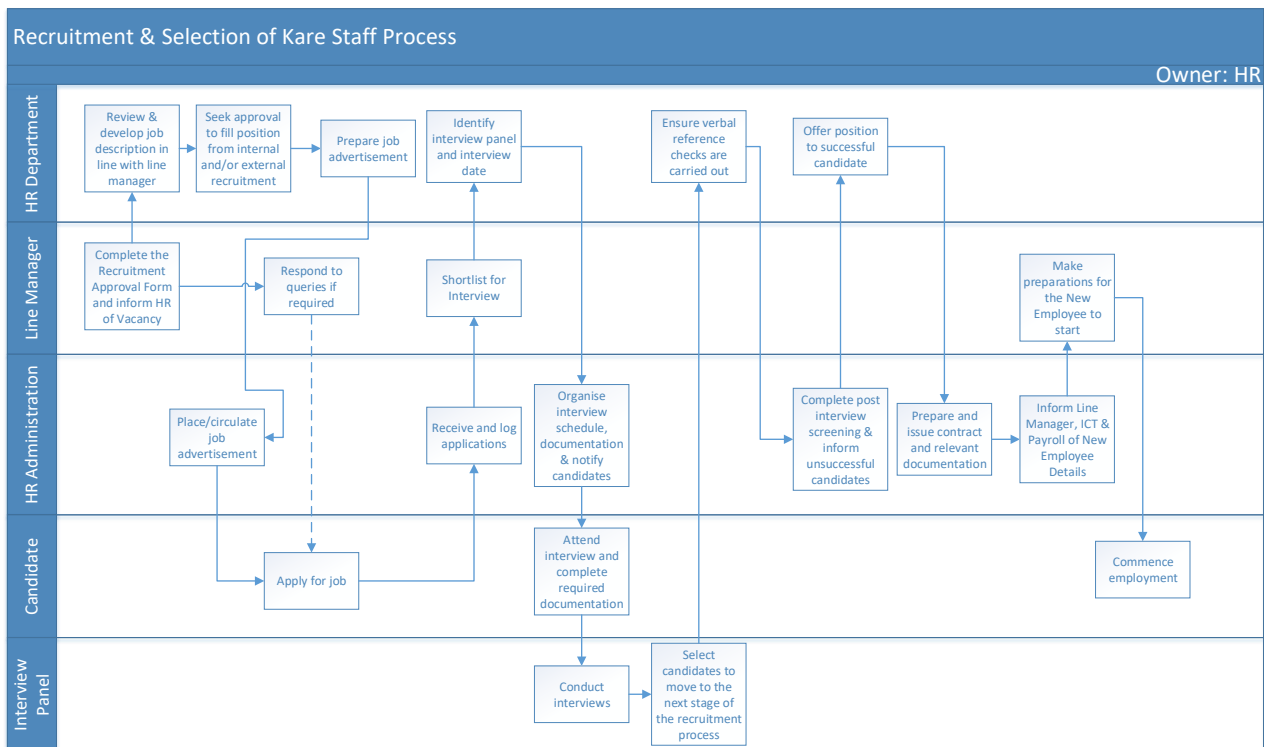 Recruitment & Selection of Kare Staff Process
Owner: HR
HR Department
Review &
develop job
description in
line with line
manager
Seek approval
to fill position
from internal
and/or external
recruitment
Prepare job
advertisement
Identify
interview panel
and interview
date
Ensure verbal
reference
checks are
carried out
Offer position
to successful
candidate
Line Manager
Complete the
Recruitment
Approval Form
and inform HR
of Vacancy
Respond to
queries if
required
Shortlist for
Interview
Make
preparations for
the New
Employee to
start
HR Administration
Place/circulate
job
advertisement
Receive and log
applications
Organise
interview
schedule,
documentation
& notify
candidates
Complete post
interview
screening &
inform
unsuccessful
candidates
Prepare and
issue contract
and relevant
documentation
Inform Line
Manager, ICT &
Payroll of New
Employee
Details
Candidate
Apply for job
Attend
interview and
complete
required
documentation
Commence
employment
Interview
Panel
Conduct
interviews
Select
candidates to
move to the
next stage of
the recruitment
process